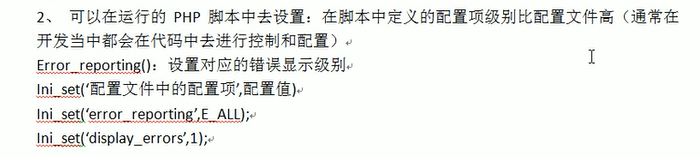 2、 可以在运行的 PHP 脚本中去设置：在脚本中定义的配置项级别比配置文件高（通常在
开发当中都会在代码中去进行控制和配置）
Error_reporting()：设置对应的错误显示级别
Ini_set(‘配置文件中的配置项’,配置值)
Ini_set(‘error_reporting’,E_ALL);
Ini_set(‘display_errors’,1);